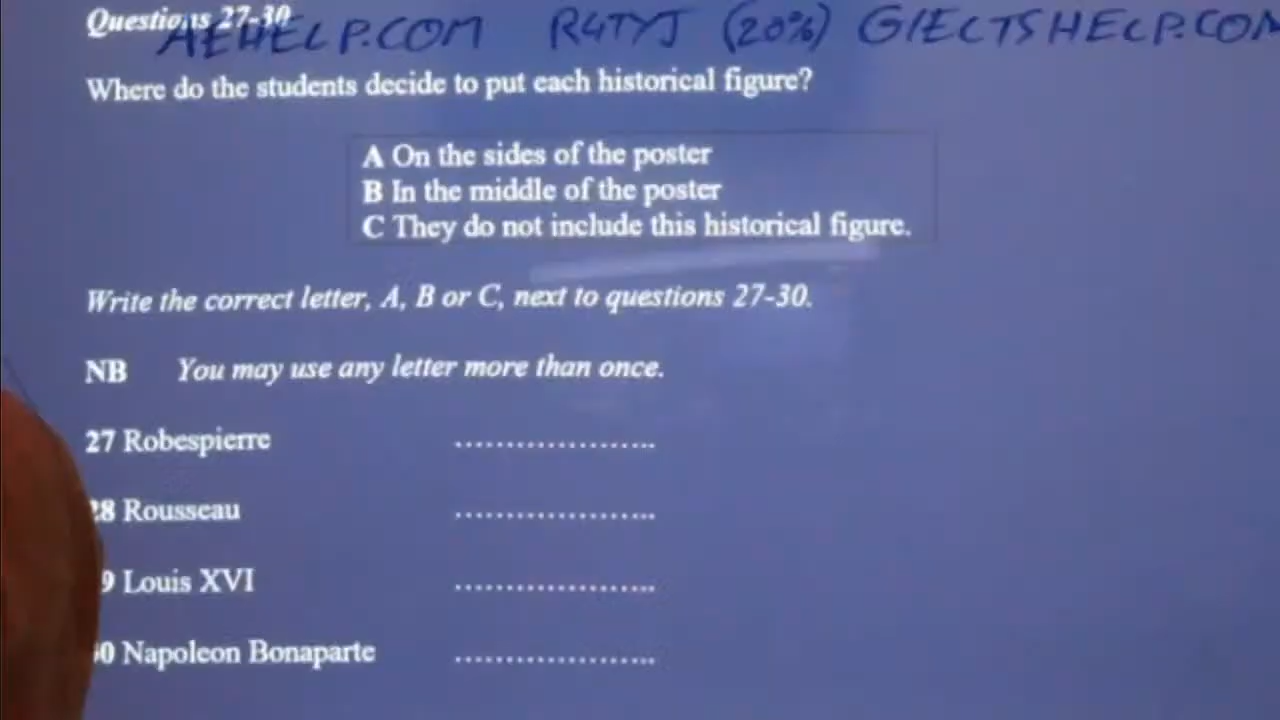 Questions 27-30
AEHELP.COM R4TYJ (20%) GIELTSHELP.COM
Where do the students decide to put each historical figure?
A On the sides of the poster
B In the middle of the poster
C They do not include this historical figure.
Write the correct letter, A, B or C, next to questions 27-30.
NB You may use any letter more than once.
27 Robespierre ......................
28 Rousseau ......................
9 Louis XVI ......................
0 Napoleon Bonaparte ......................